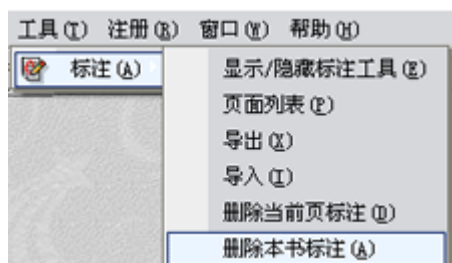 工具(T) 注册(R) 窗口(W) 帮助(H)
标注(A) 显示/隐藏标注工具(E)
页面列表(P)
导出(X)
导入(I)
删除当前页标注(D)
删除本书标注(A)